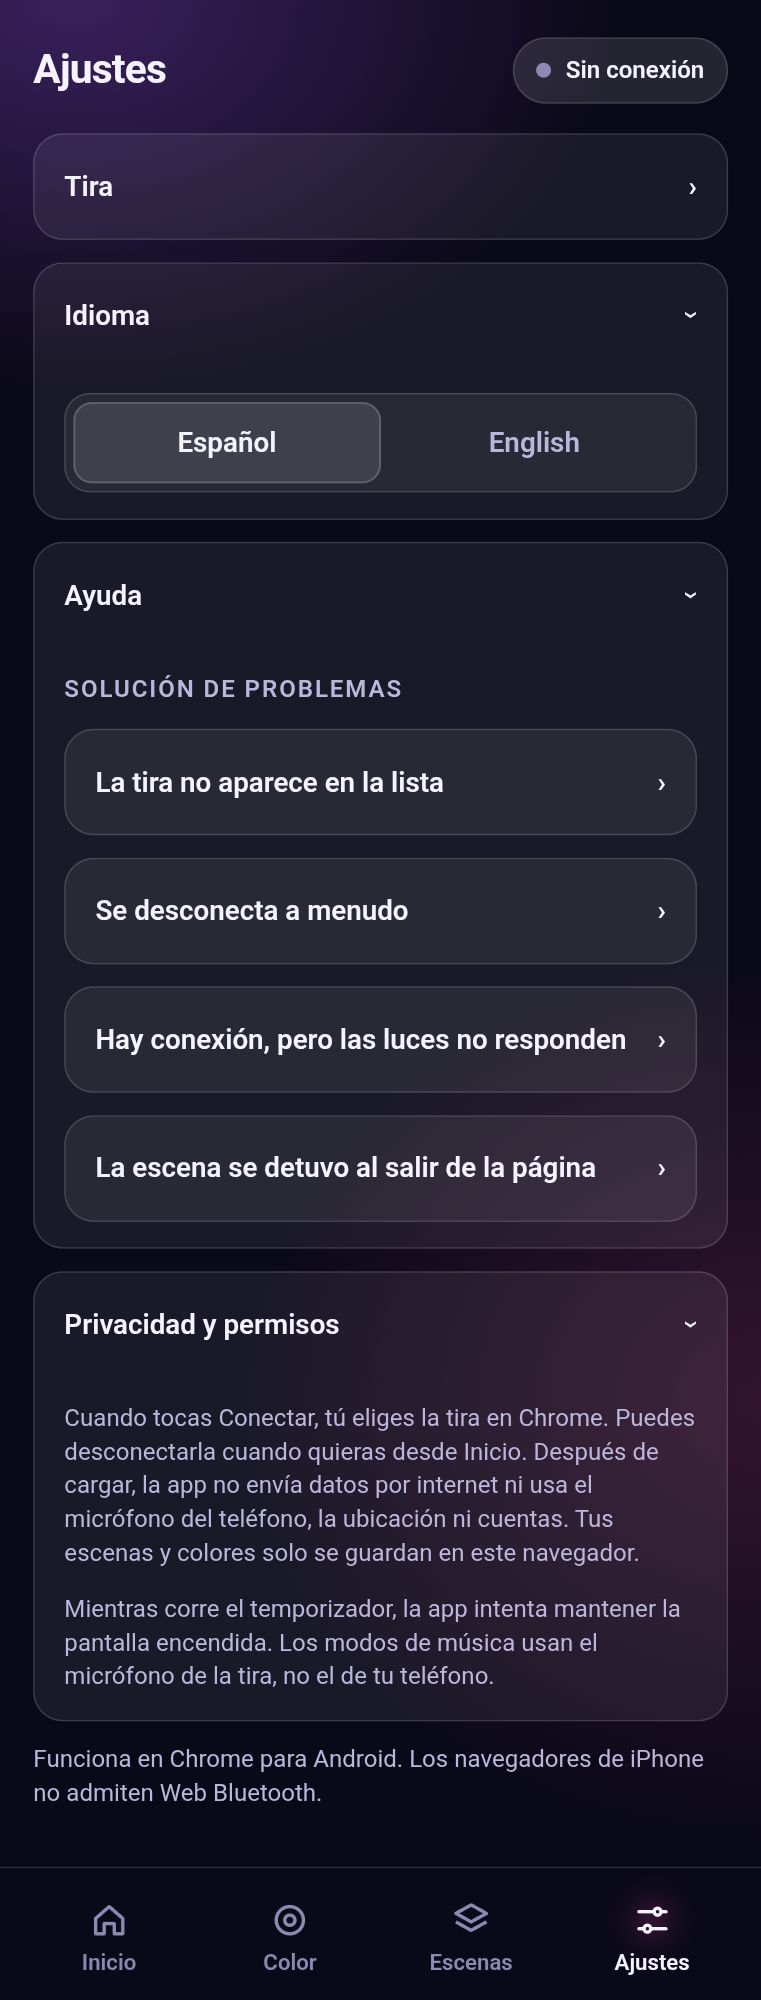 Ajustes
Sin conexión
Tira
Idioma
Español
English
Ayuda
SOLUCIÓN DE PROBLEMAS
La tira no aparece en la lista
Se desconecta a menudo
Hay conexión, pero las luces no responden
La escena se detuvo al salir de la página
Privacidad y permisos
Cuando tocas Conectar, tú eliges la tira en Chrome. Puedes
desconectarla cuando quieras desde Inicio. Después de
cargar, la app no envía datos por internet ni usa el
micrófono del teléfono, la ubicación ni cuentas. Tus
escenas y colores solo se guardan en este navegador.
Mientras corre el temporizador, la app intenta mantener la
pantalla encendida. Los modos de música usan el
micrófono de la tira, no el de tu teléfono.
Funciona en Chrome para Android. Los navegadores de iPhone
no admiten Web Bluetooth.
Inicio
Color
Escenas
Ajustes